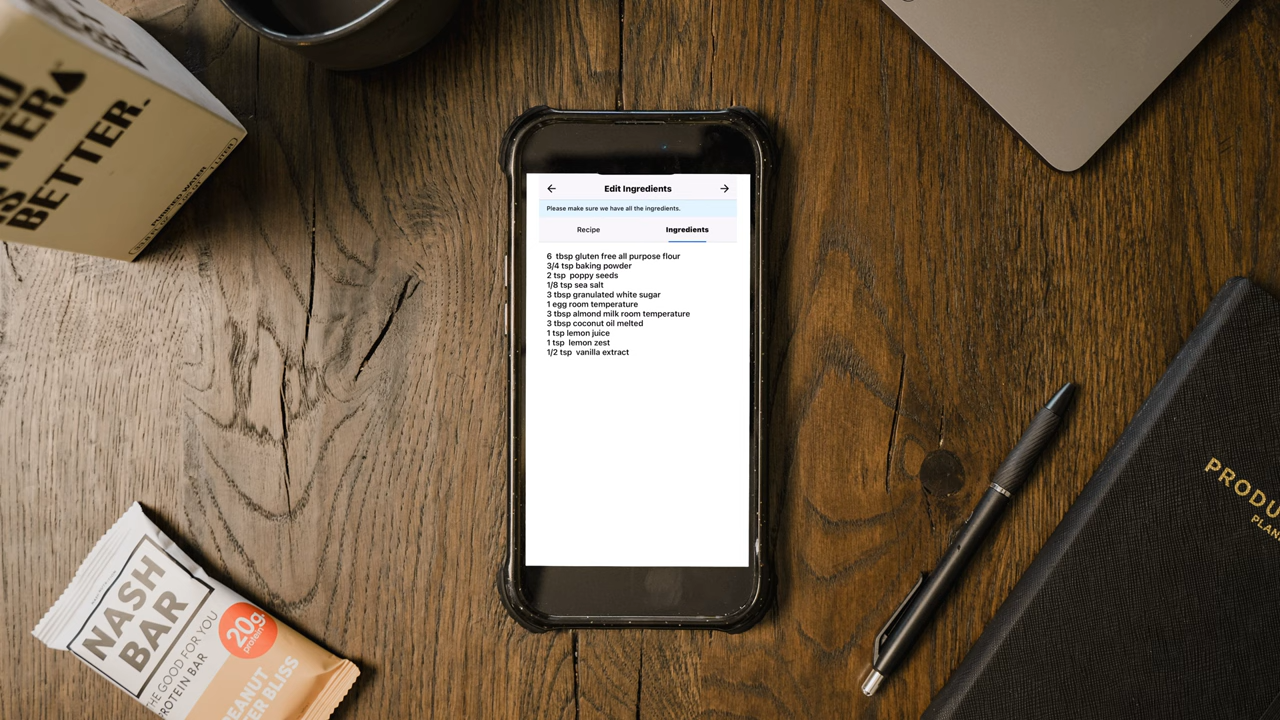 BETTER.
Edit Ingredients
Please make sure we have all the ingredients.
Recipe Ingredients
6 tbsp gluten free all purpose flour
3/4 tsp baking powder
2 tsp poppy seeds
1/8 tsp sea salt
3 tbsp granulated white sugar
1 egg room temperature
3 tbsp almond milk room temperature
3 tbsp coconut oil melted
1 tsp lemon juice
1 tsp lemon zest
1/2 tsp vanilla extract
NASH
BAR
THE GOOD FOR YOU
PROTEIN BAR
20g
protein
PRODU
PLAN